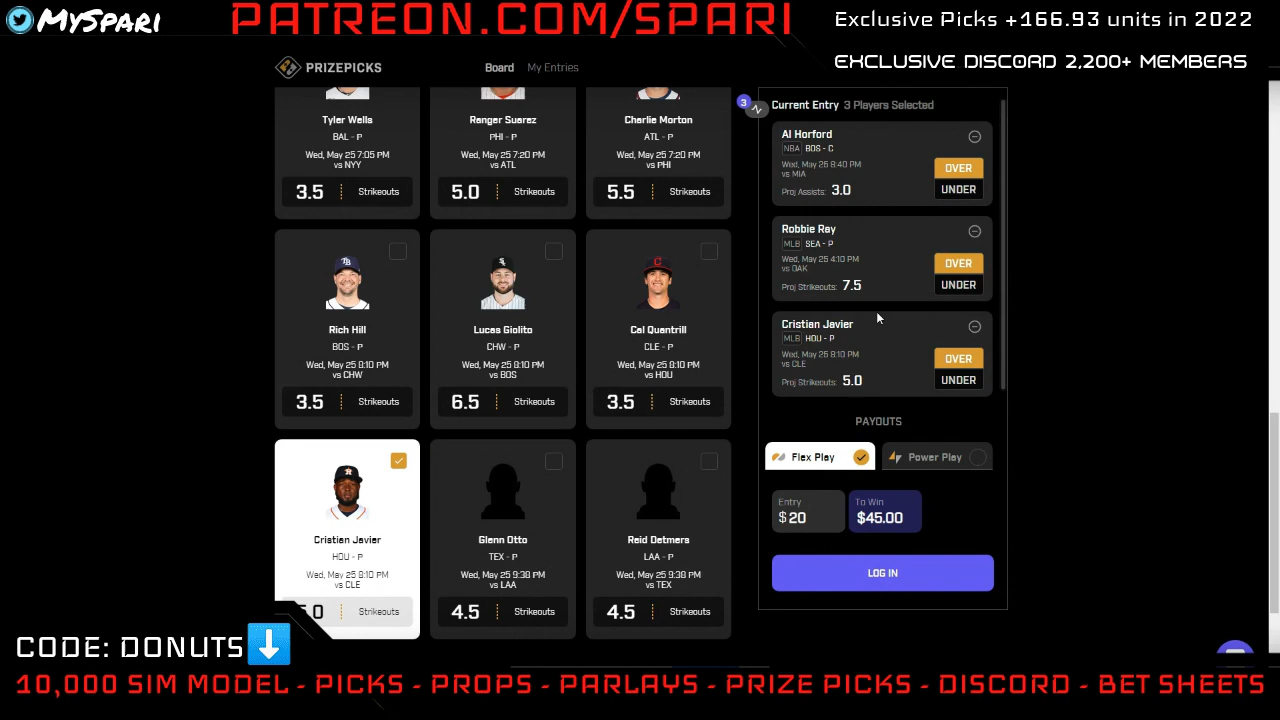 MYSPARI
PATREON.COM/SPARI
Exclusive Picks +166.93 units in 2022
EXCLUSIVE DISCORD 2,200+ MEMBERS
PRIZEPICKS
Board
My Entries
Tyler Wells
BAL - P
Wed, May 25 7:05 PM
vs NYY
3.5
Strikeouts
Ranger Suarez
PHI - P
Wed, May 25 7:20 PM
vs ATL
5.0
Strikeouts
Charlie Morton
ATL - P
Wed, May 25 7:20 PM
vs PHI
5.5
Strikeouts
Rich Hill
BOS - P
Wed, May 25 8:10 PM
vs CHW
3.5
Strikeouts
Lucas Giolito
CHW - P
Wed, May 25 8:10 PM
vs BOS
6.5
Strikeouts
Cal Quantrill
CLE - P
Wed, May 25 8:10 PM
vs HOU
3.5
Strikeouts
Cristian Javier
HOU - P
Wed, May 25 8:10 PM
vs CLE
Strikeouts
Glenn Otto
TEX - P
Wed, May 25 9:38 PM
vs LAA
4.5
Strikeouts
Reid Detmers
LAA - P
Wed, May 25 9:38 PM
vs TEX
4.5
Strikeouts
3
Current Entry 3 Players Selected
Al Horford
NBA BOS - C
Wed, May 25 8:40 PM
vs MIA
Proj Assists: 3.0
OVER
UNDER
Robbie Ray
MLB SEA - P
Wed, May 25 4:10 PM
vs OAK
Proj Strikeouts: 7.5
OVER
UNDER
Cristian Javier
MLB HOU - P
Wed, May 25 8:10 PM
vs CLE
Proj Strikeouts: 5.0
OVER
UNDER
PAYOUTS
Flex Play
Power Play
Entry
$ 20
To Win
$45.00
LOG IN
CODE: DONUTS
10,000 SIM MODEL - PICKS - PROPS - PARLAYS - PRIZE PICKS - DISCORD - BET SHEETS